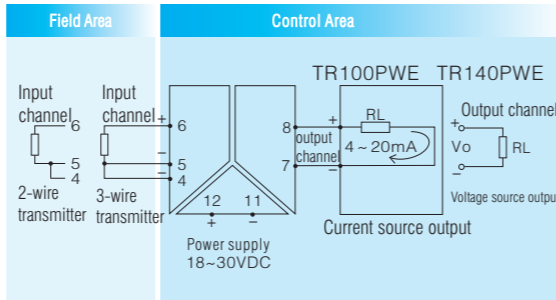 Field Area
Control Area
TR100PWE
TR140PWE
Input
channel
6
5
4
2-wire
transmitter
Input
channel
3-wire
transmitter
+
6
−
5
−
4
8
+
output
channel
7
−
RL
4~20mA
Current source output
Output channel
+
Vo
−
RL
Voltage source output
12
11
+
−
Power supply
18~30VDC